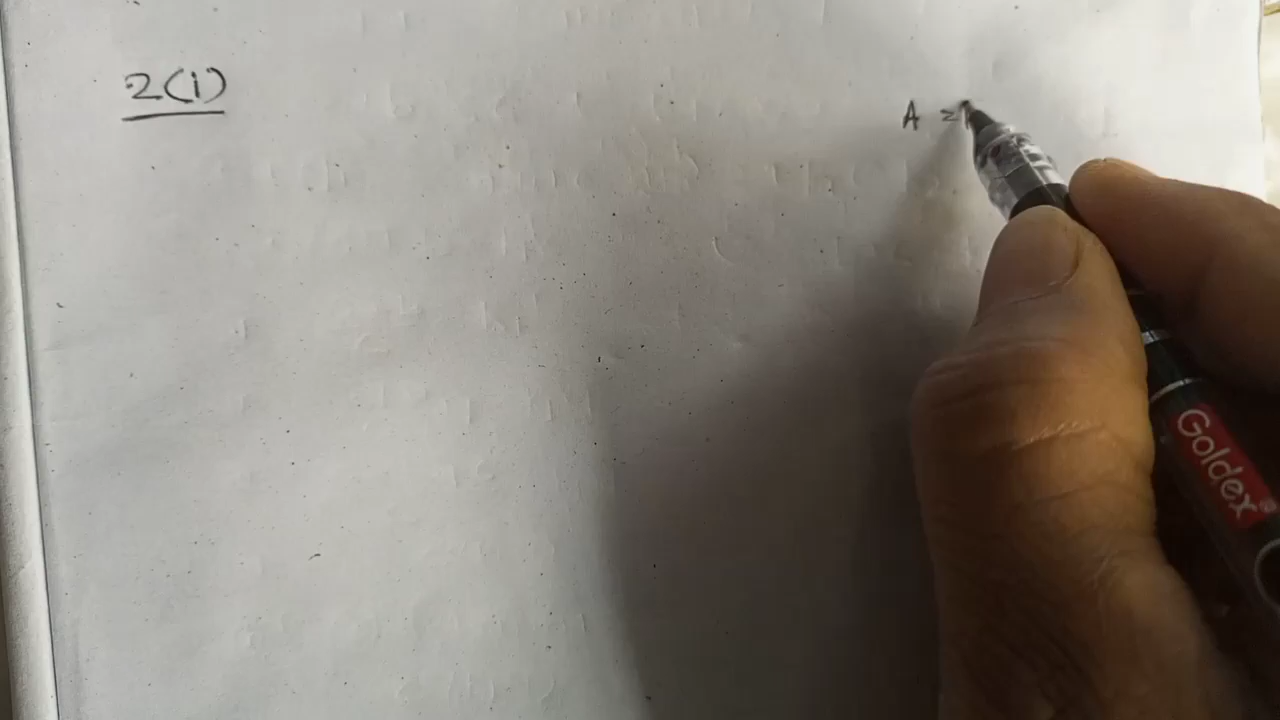 2(i)
A =
Goldex